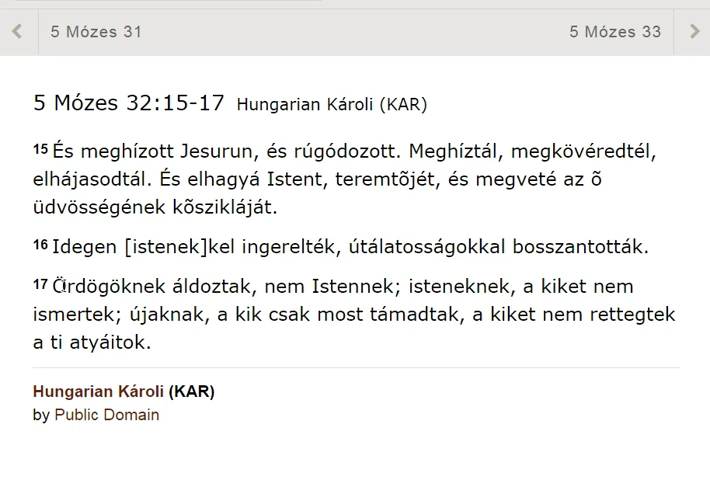 5 Mózes 31 5 Mózes 33
5 Mózes 32:15-17 Hungarian Károli (KAR)
15 És meghízott Jesurun, és rúgódozott. Meghíztál, megkövéredtél,
elhájasodtál. És elhagyá Istent, teremtõjét, és megveté az õ
üdvösségének kõszikláját.
16 Idegen [istenek]kel ingerelték, útálatosságokkal bosszantották.
17 Ördögöknek áldoztak, nem Istennek; isteneknek, a kiket nem
ismertek; újaknak, a kik csak most támadtak, a kiket nem rettegtek
a ti atyáitok.
Hungarian Károli (KAR)
by Public Domain